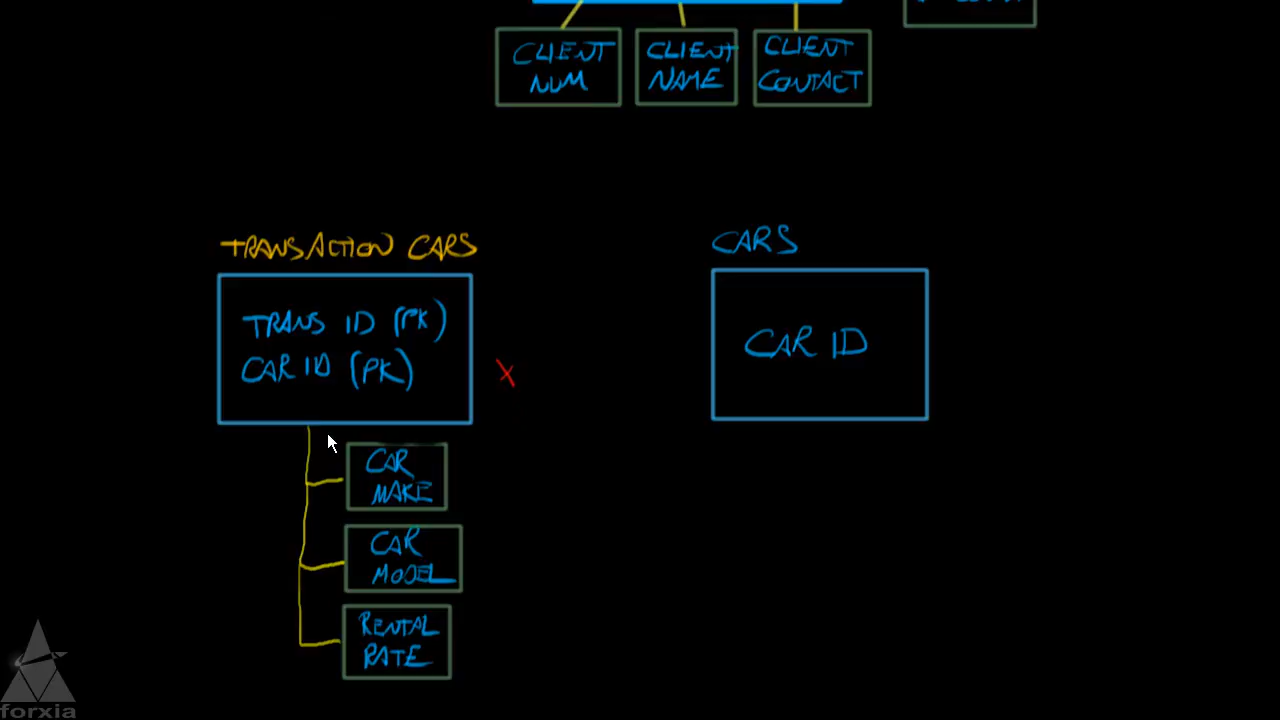 CLIENT
NUM
CLIENT
NAME
CLIENT
CONTACT
TRANSACTION CARS
CARS
TRANS ID (PK)
CAR ID (PK)
X
CAR ID
CAR
MAKE
CAR
MODEL
RENTAL
RATE
forxia